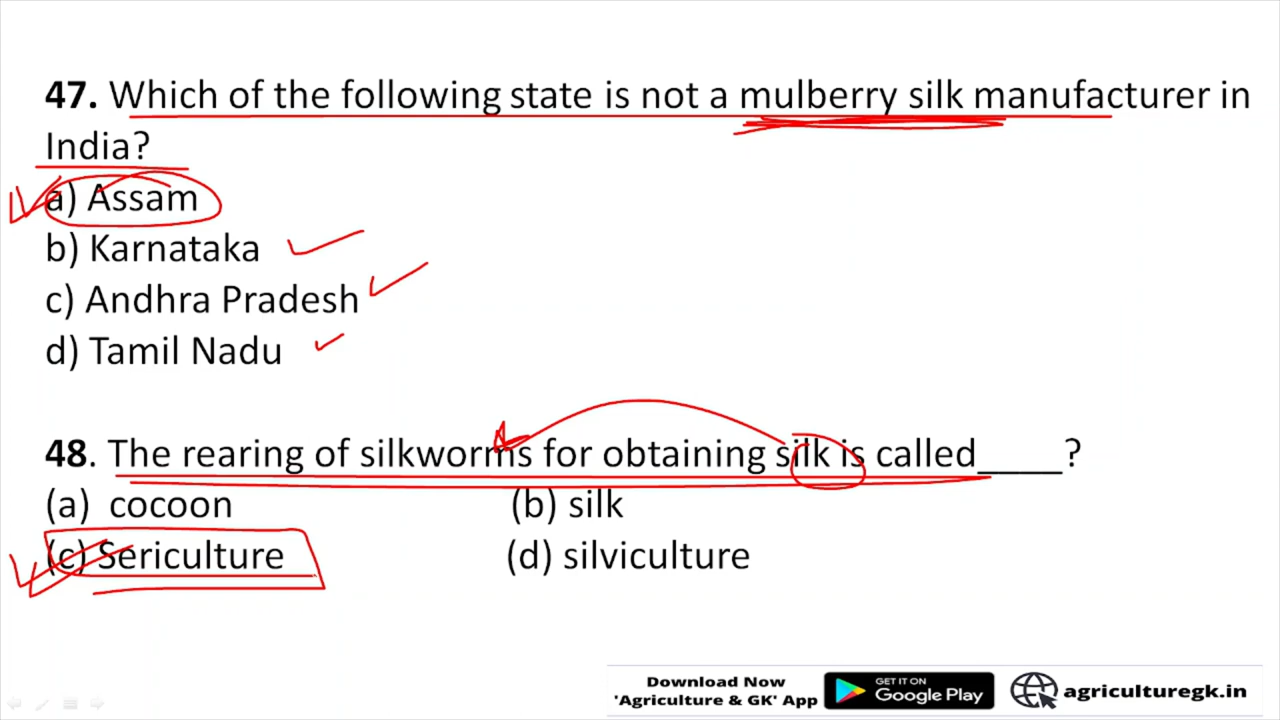 47. Which of the following state is not a mulberry silk manufacturer in
India?
a) Assam
b) Karnataka
c) Andhra Pradesh
d) Tamil Nadu
48. The rearing of silkworms for obtaining silk is called____?
(a) cocoon (b) silk
(c) Sericulture (d) silviculture
Download Now
'Agriculture & GK' App
GET IT ON
Google Play
agriculturegk.in